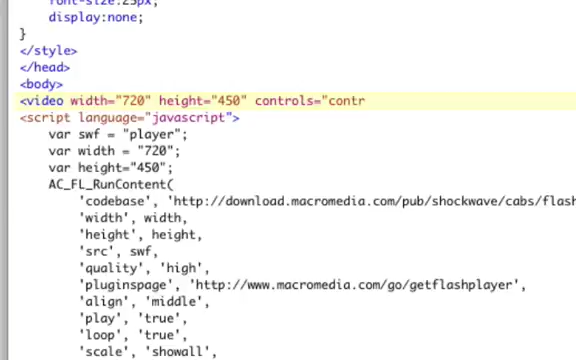 font-size:25px;
display:none;
}
</style>
</head>
<body>
<video width="720" height="450" controls="contr
<script language="javascript">
var swf = "player";
var width = "720";
var height="450";
AC_FL_RunContent(
'codebase', 'http://download.macromedia.com/pub/shockwave/cabs/flash
'width', width,
'height', height,
'src', swf,
'quality', 'high',
'pluginspage', 'http://www.macromedia.com/go/getflashplayer',
'align', 'middle',
'play', 'true',
'loop', 'true',
'scale', 'showall',